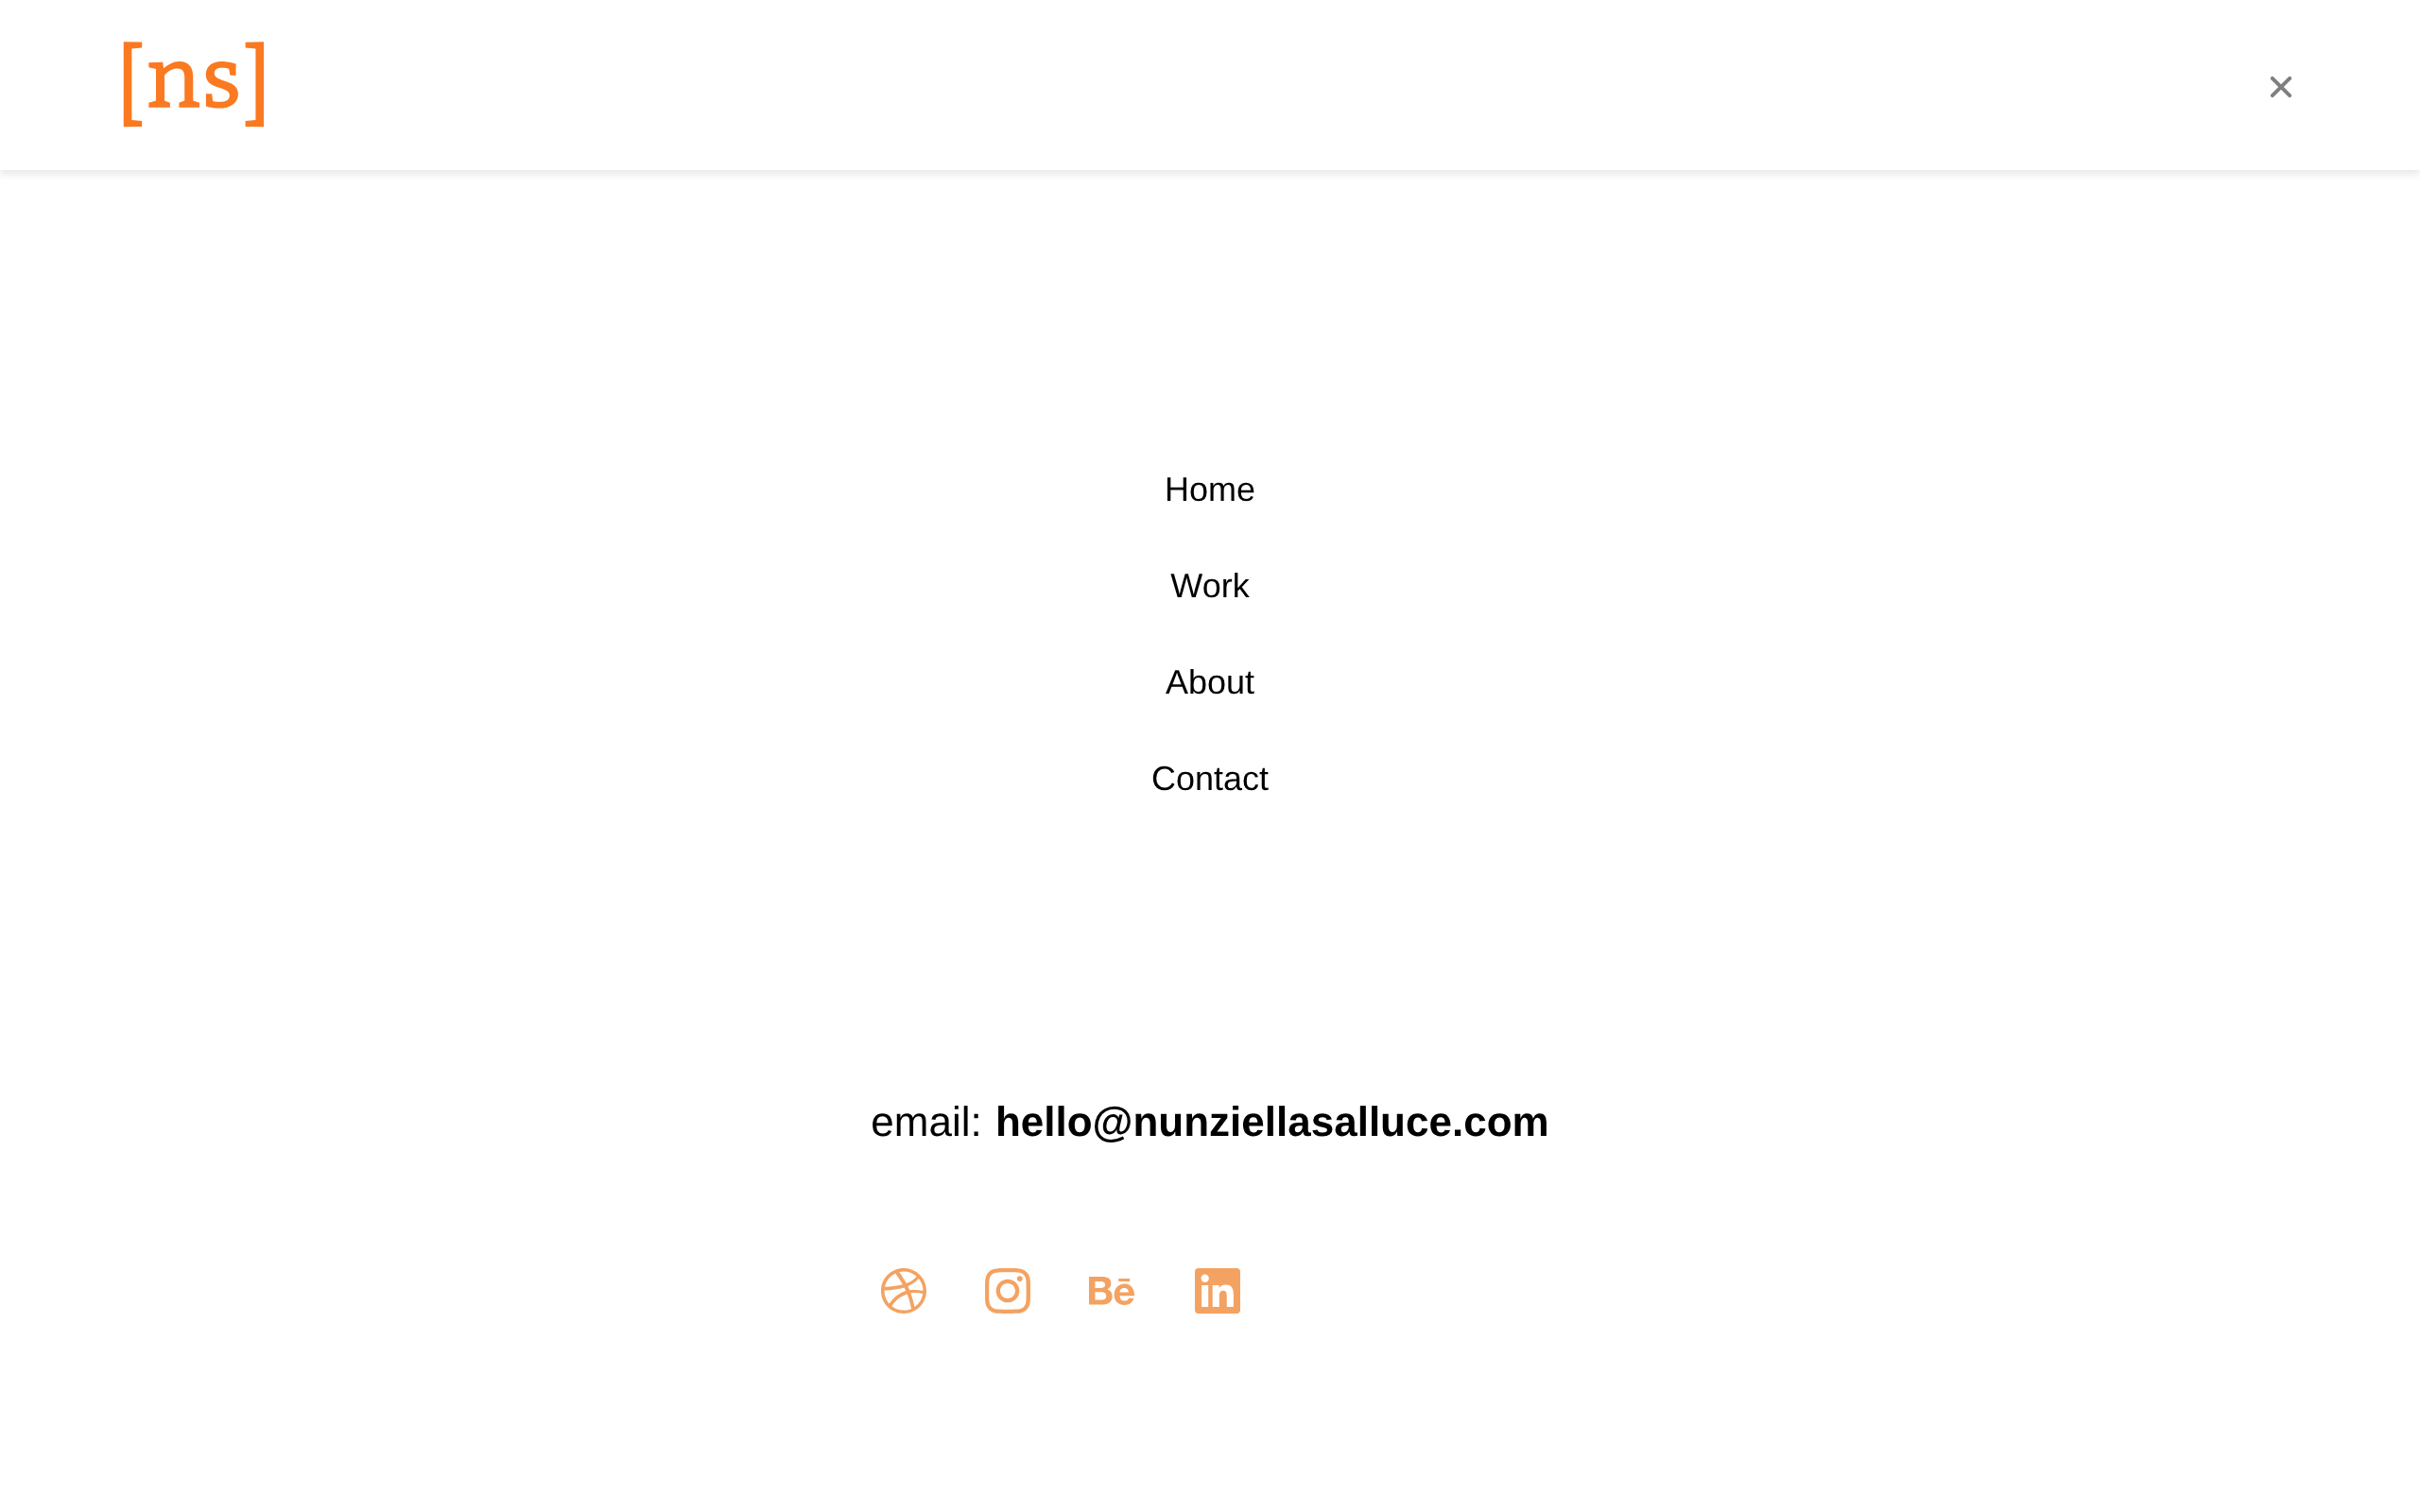 [ns]
Home
Work
About
Contact
email: hello@nunziellasalluce.com
Bē
in